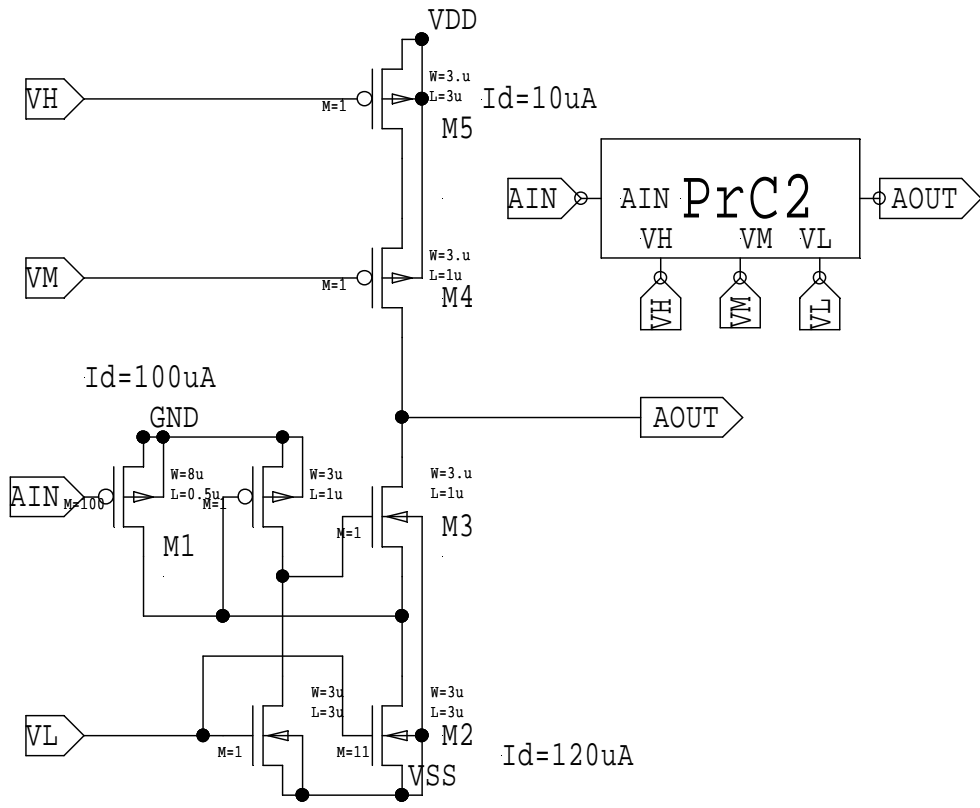 VDD
VH
M=1
W=3.u
L=3u
M5
Id=10uA
VM
M=1
W=3.u
L=1u
M4
AIN
AIN
PrC2
AOUT
VH
VM
VL
VH
VM
VL
Id=100uA
GND
AOUT
AIN
M=100
W=8u
L=0.5u
M1
M=1
W=3u
L=1u
M=1
W=3.u
L=1u
M3
VL
M=1
W=3u
L=3u
M=11
W=3u
L=3u
M2
VSS
Id=120uA